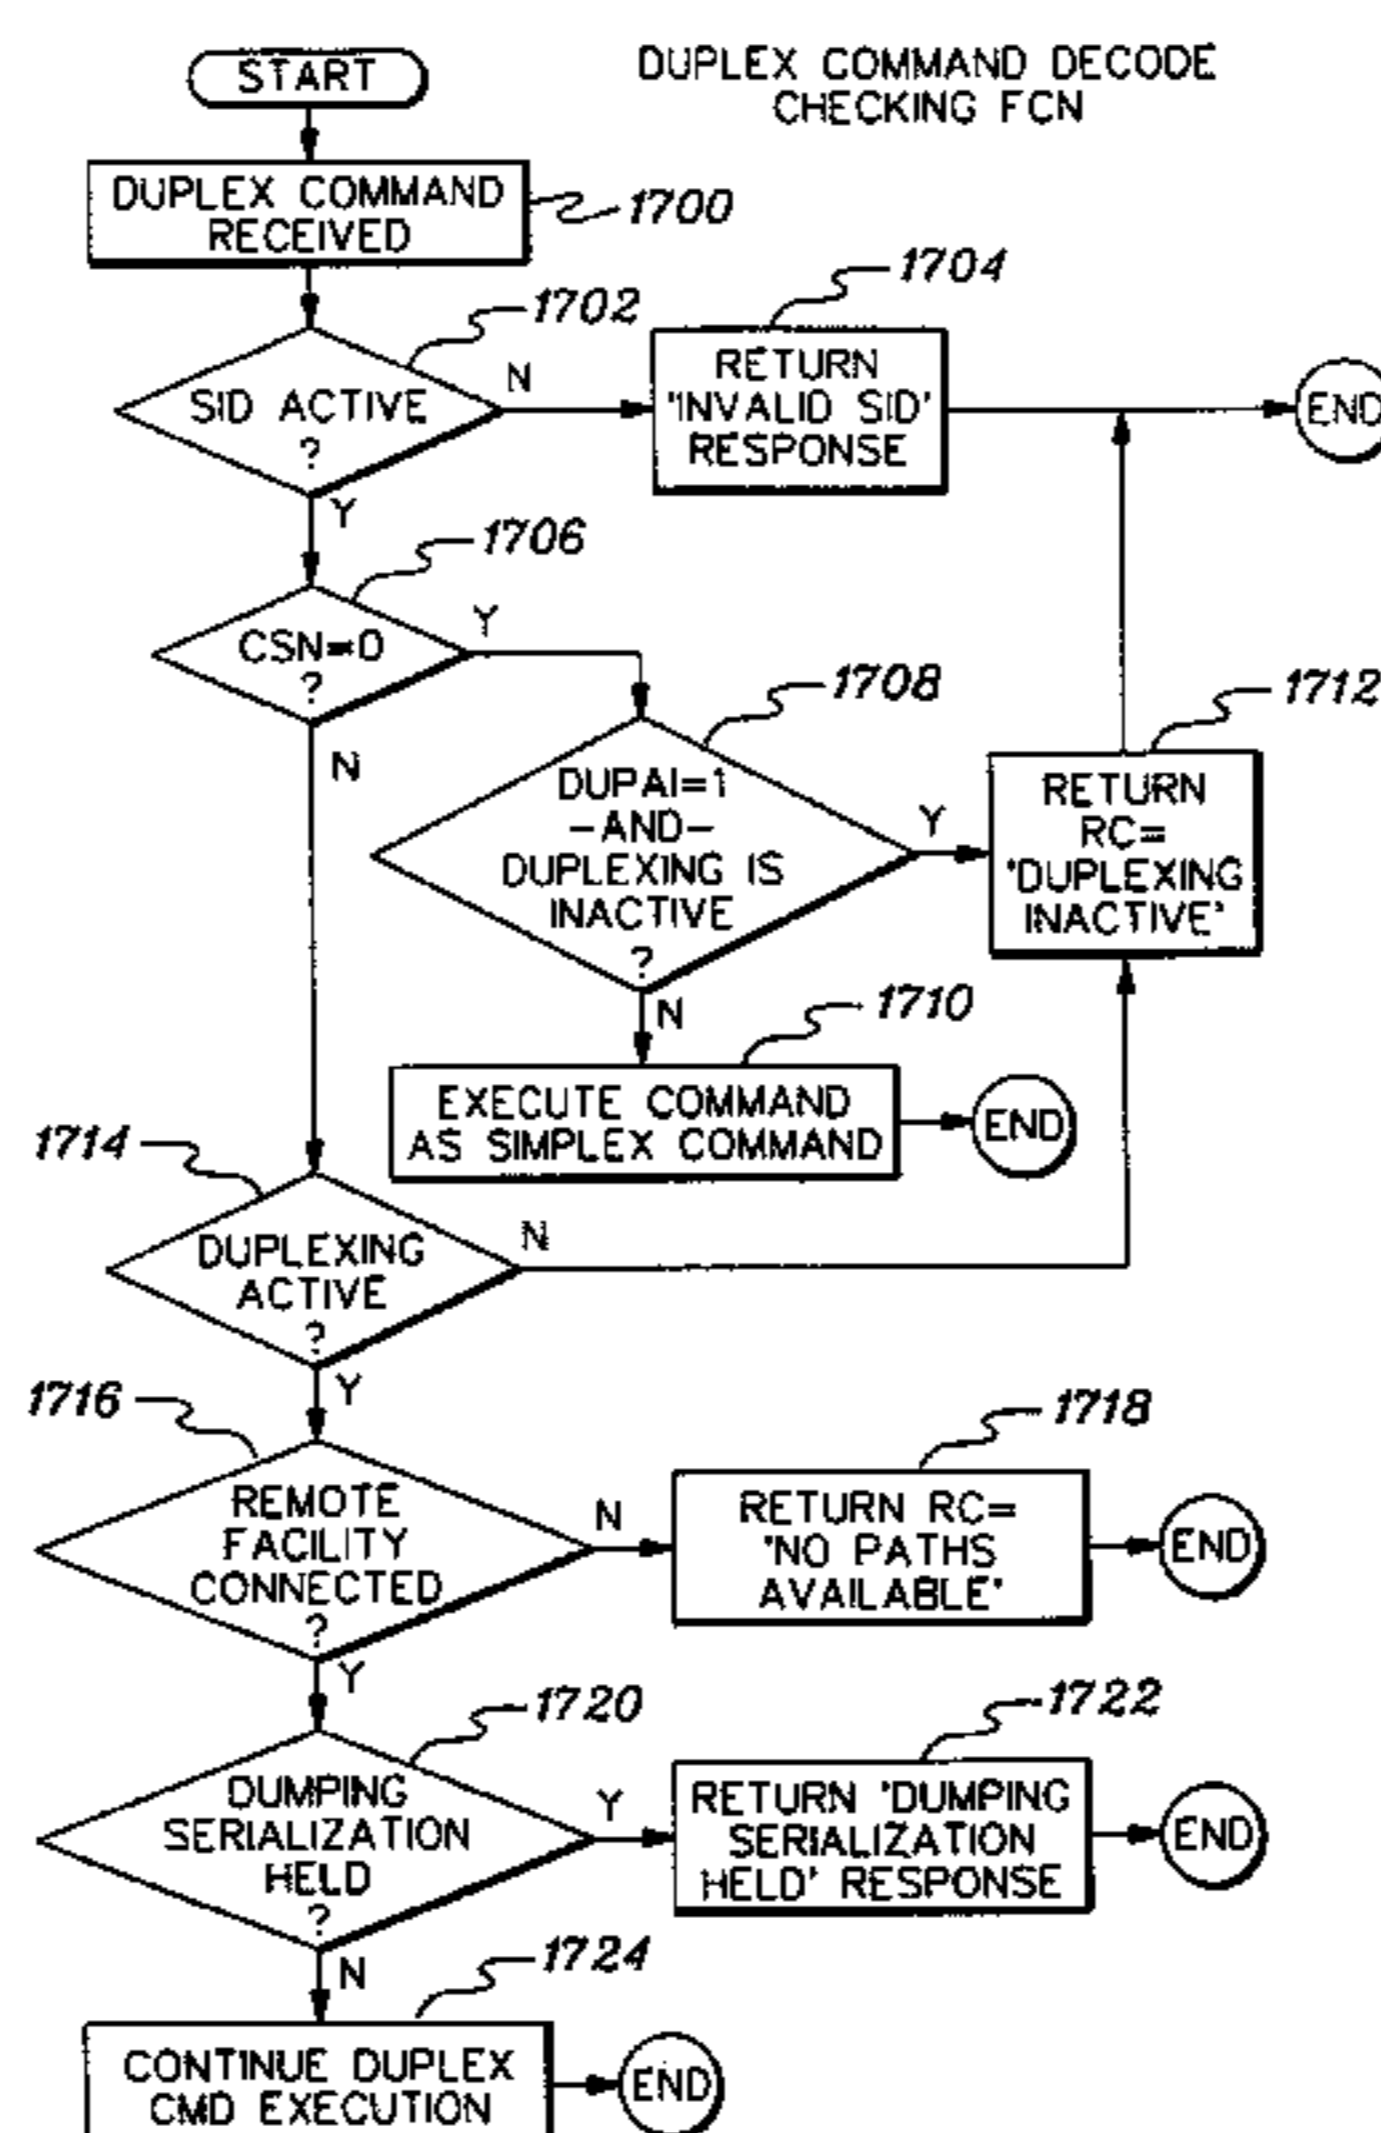 START
DUPLEX COMMAND DECODE
CHECKING FCN
DUPLEX COMMAND
RECEIVED
1700
1702
SID ACTIVE
?
N
Y
1704
RETURN
'INVALID SID'
RESPONSE
END
1706
CSN=0
?
Y
N
1708
DUPAI=1
-AND-
DUPLEXING IS
INACTIVE
?
Y
N
1712
RETURN
RC=
'DUPLEXING
INACTIVE'
1710
EXECUTE COMMAND
AS SIMPLEX COMMAND
END
1714
DUPLEXING
ACTIVE
?
N
Y
1716
REMOTE
FACILITY
CONNECTED
?
N
Y
1718
RETURN RC=
'NO PATHS
AVAILABLE'
END
1720
DUMPING
SERIALIZATION
HELD
?
Y
N
1722
RETURN 'DUMPING
SERIALIZATION
HELD' RESPONSE
END
1724
CONTINUE DUPLEX
CMD EXECUTION
END